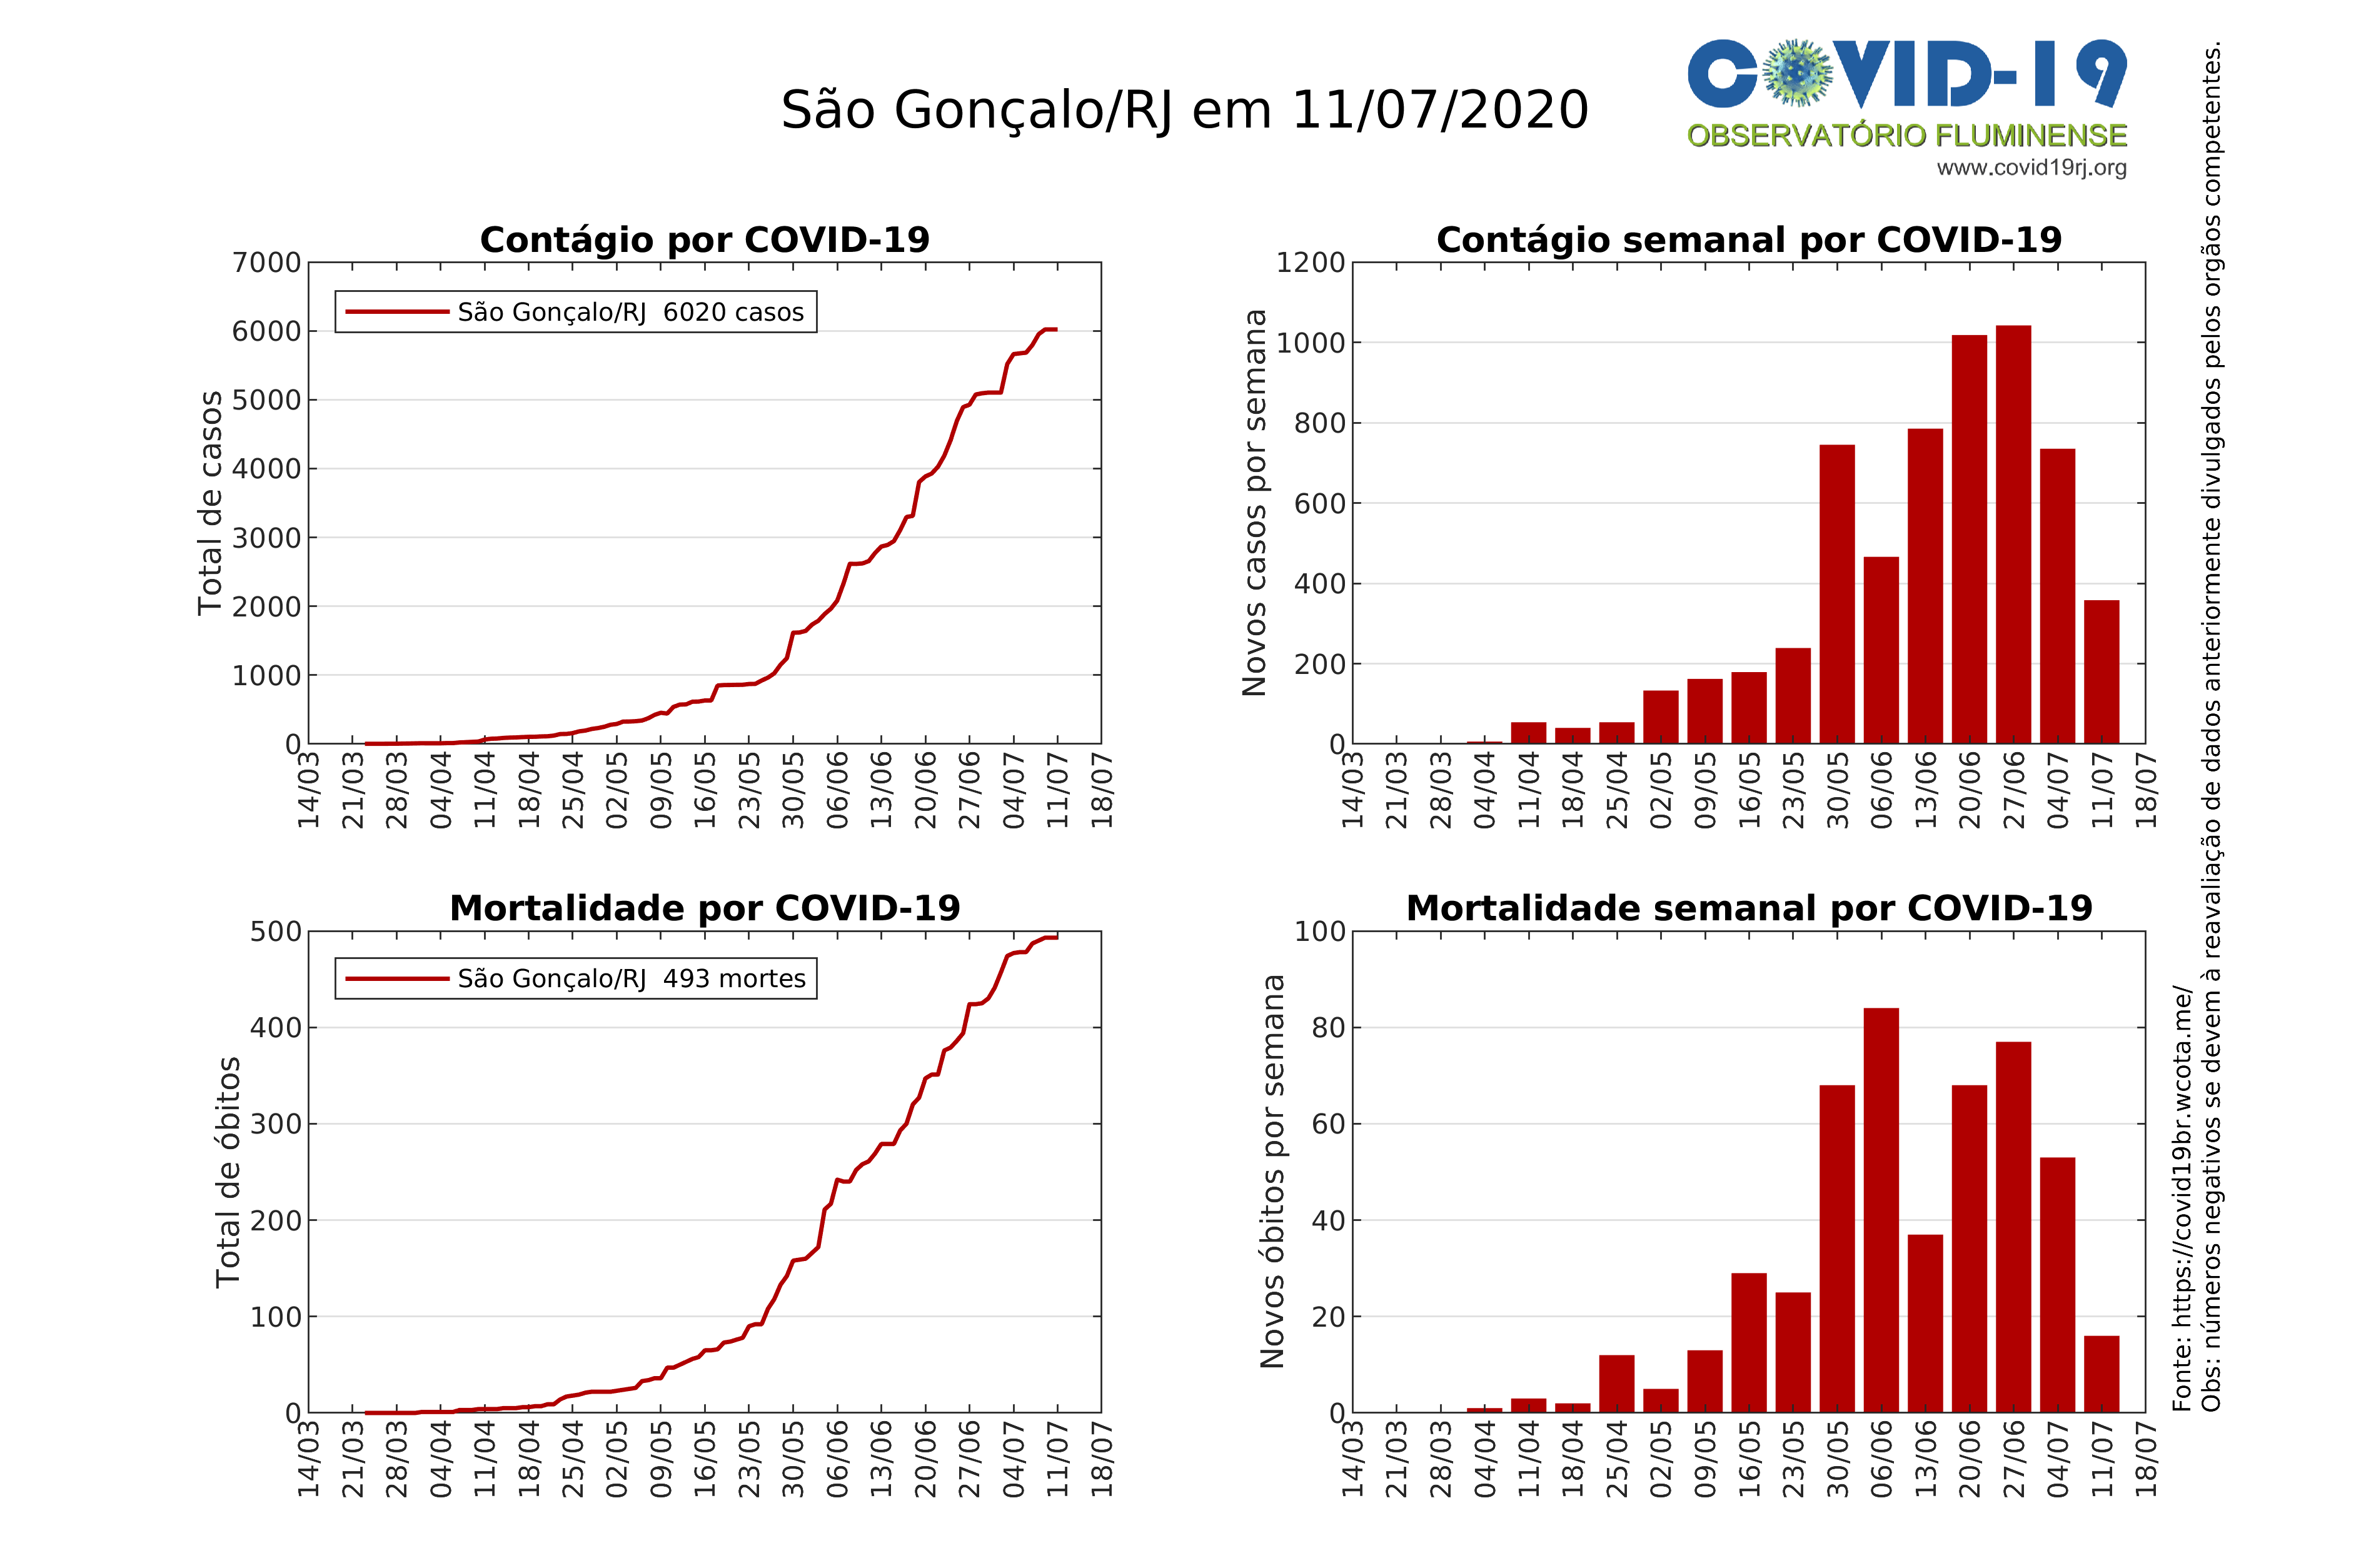 São Gonçalo/RJ em 11/07/2020
COVID-19
OBSERVATÓRIO FLUMINENSE
www.covid19rj.org
Contágio por COVID-19
Total de casos
7000
6000
5000
4000
3000
2000
1000
0
São Gonçalo/RJ 6020 casos
14/03 21/03 28/03 04/04 11/04 18/04 25/04 02/05 09/05 16/05 23/05 30/05 06/06 13/06 20/06 27/06 04/07 11/07 18/07
Contágio semanal por COVID-19
Novos casos por semana
1200
1000
800
600
400
200
0
14/03 21/03 28/03 04/04 11/04 18/04 25/04 02/05 09/05 16/05 23/05 30/05 06/06 13/06 20/06 27/06 04/07 11/07 18/07
Mortalidade por COVID-19
Total de óbitos
500
400
300
200
100
0
São Gonçalo/RJ 493 mortes
14/03 21/03 28/03 04/04 11/04 18/04 25/04 02/05 09/05 16/05 23/05 30/05 06/06 13/06 20/06 27/06 04/07 11/07 18/07
Mortalidade semanal por COVID-19
Novos óbitos por semana
100
80
60
40
20
0
14/03 21/03 28/03 04/04 11/04 18/04 25/04 02/05 09/05 16/05 23/05 30/05 06/06 13/06 20/06 27/06 04/07 11/07 18/07
Fonte: https://covid19br.wcota.me/
Obs: números negativos se devem à reavaliação de dados anteriormente divulgados pelos orgãos competentes.